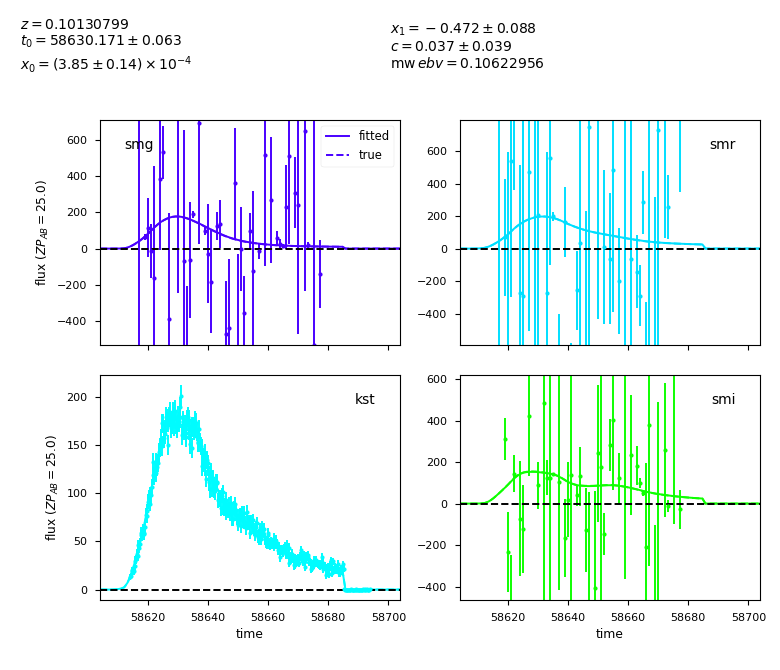 z = 0.10130799
t₀ = 58630.171 ± 0.063
x₀ = (3.85 ± 0.14) × 10⁻⁴
x₁ = −0.472 ± 0.088
c = 0.037 ± 0.039
mw ebv = 0.10622956
smg
fitted
true
600
400
200
0
−200
−400
flux (ZP_AB = 25.0)
smr
600
400
200
0
−200
−400
kst
200
150
100
50
0
flux (ZP_AB = 25.0)
58620 58640 58660 58680 58700
time
smi
600
400
200
0
−200
−400
58620 58640 58660 58680 58700
time